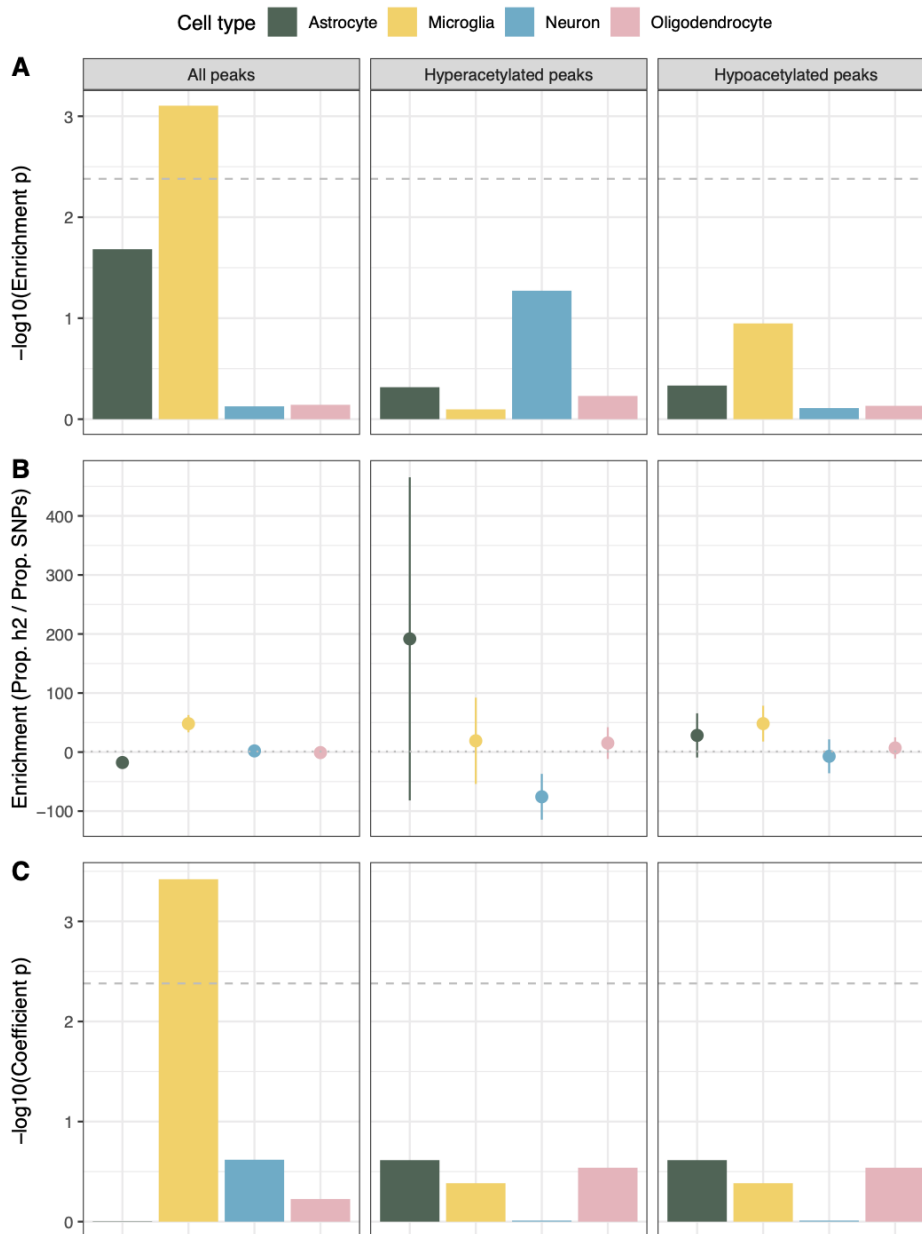 Cell type Astrocyte Microglia Neuron Oligodendrocyte
A
All peaks Hyperacetylated peaks Hypoacetylated peaks
−log10(Enrichment p)
3
2
1
0
B
Enrichment (Prop. h2 / Prop. SNPs)
400
300
200
100
0
−100
C
−log10(Coefficient p)
3
2
1
0